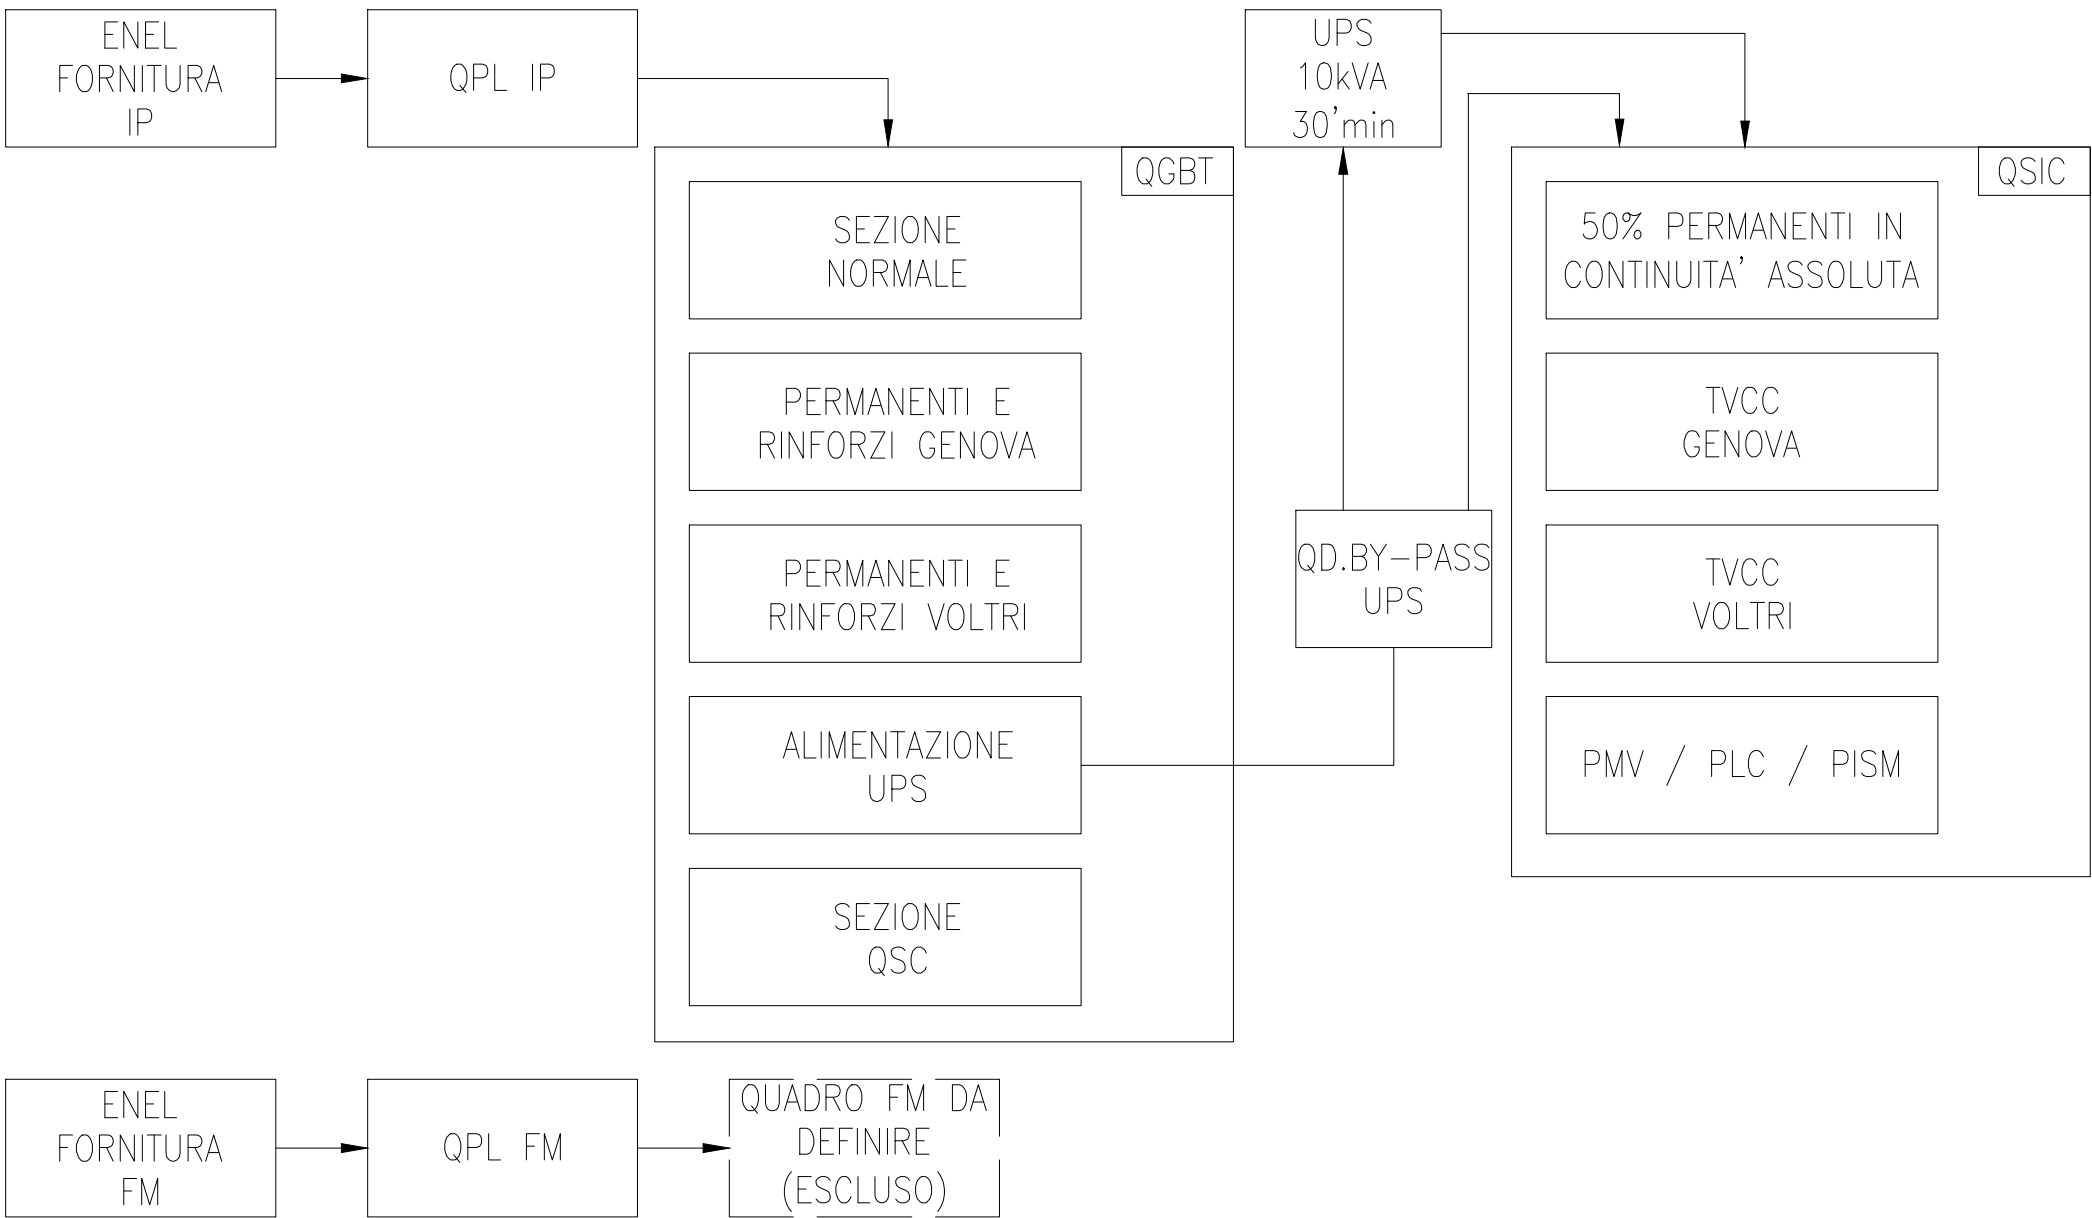 ENEL
FORNITURA
IP
QPL IP
UPS
10kVA
30'min
QGBT
SEZIONE
NORMALE
PERMANENTI E
RINFORZI GENOVA
PERMANENTI E
RINFORZI VOLTRI
ALIMENTAZIONE
UPS
SEZIONE
QSC
QD.BY-PASS
UPS
QSIC
50% PERMANENTI IN
CONTINUITA' ASSOLUTA
TVCC
GENOVA
TVCC
VOLTRI
PMV / PLC / PISM
ENEL
FORNITURA
FM
QPL FM
QUADRO FM DA
DEFINIRE
(ESCLUSO)